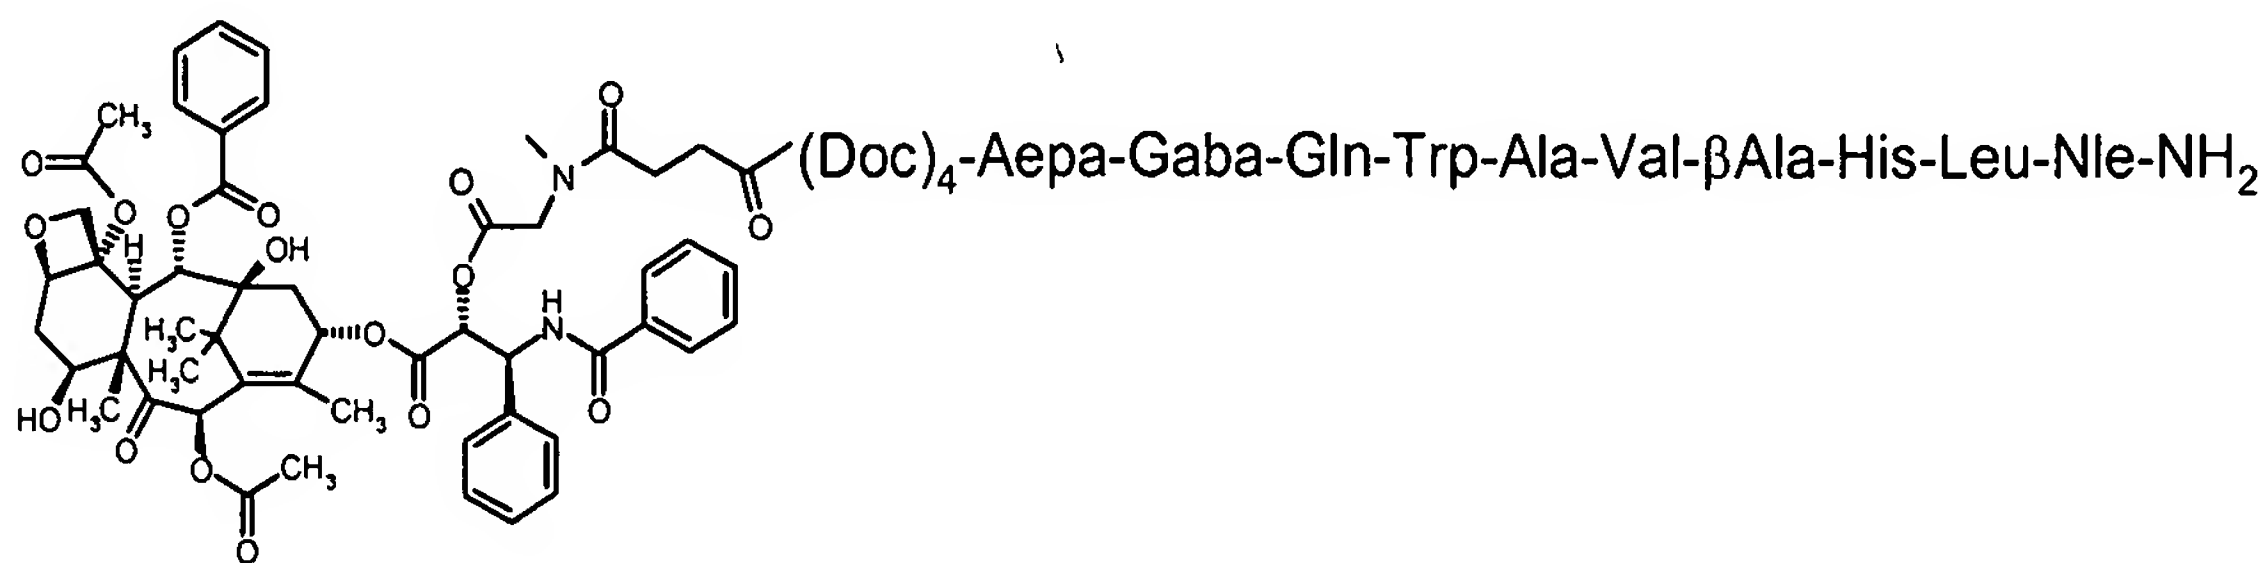 (Doc)₄-Aepa-Gaba-Gln-Trp-Ala-Val-βAla-His-Leu-Nle-NH₂
O
CH₃
O
N
O
O
O
O
O
O
O
H
OH
O
H
N
H₃C
O
H₃C
HO
H₃C
CH₃
O
O
O
O
CH₃
O